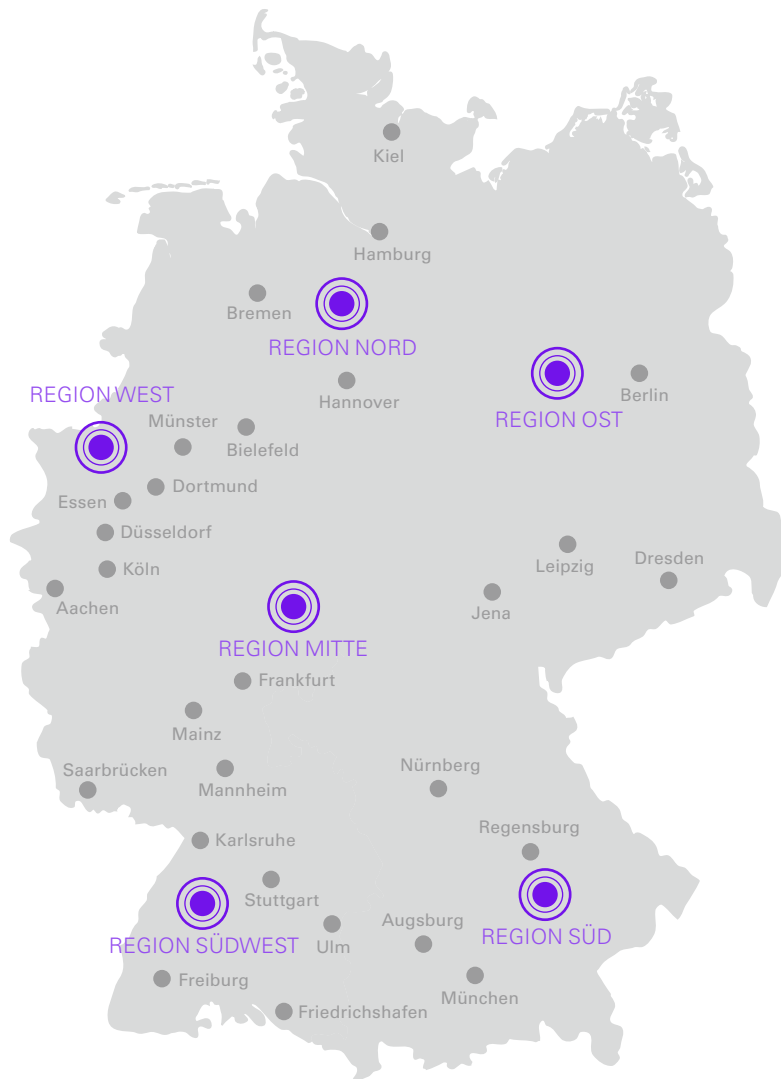 Kiel
Hamburg
Bremen
REGION NORD
Hannover
Berlin
REGION WEST
REGION OST
Münster
Bielefeld
Dortmund
Essen
Düsseldorf
Köln
Aachen
Leipzig
Dresden
Jena
REGION MITTE
Frankfurt
Mainz
Saarbrücken
Mannheim
Nürnberg
Karlsruhe
Regensburg
Stuttgart
REGION SÜDWEST
Ulm
Augsburg
REGION SÜD
Freiburg
München
Friedrichshafen